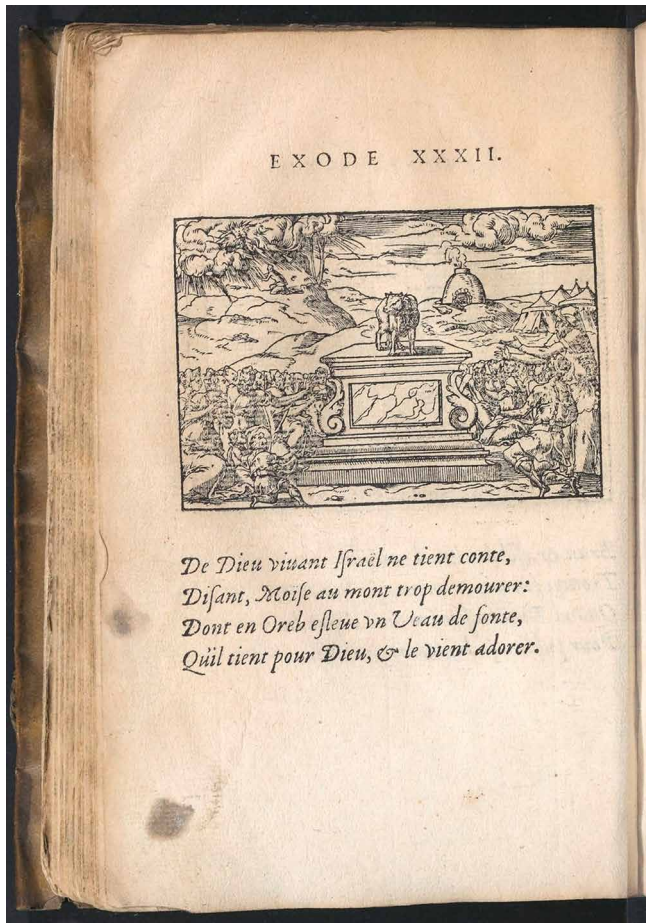 EXODE XXXII.
De Dieu viuant Iſraël ne tient conte,
Diſant, Moïſe au mont trop demourer:
Dont en Oreb eſleue vn Veau de fonte,
Qu'il tient pour Dieu, & le vient adorer.